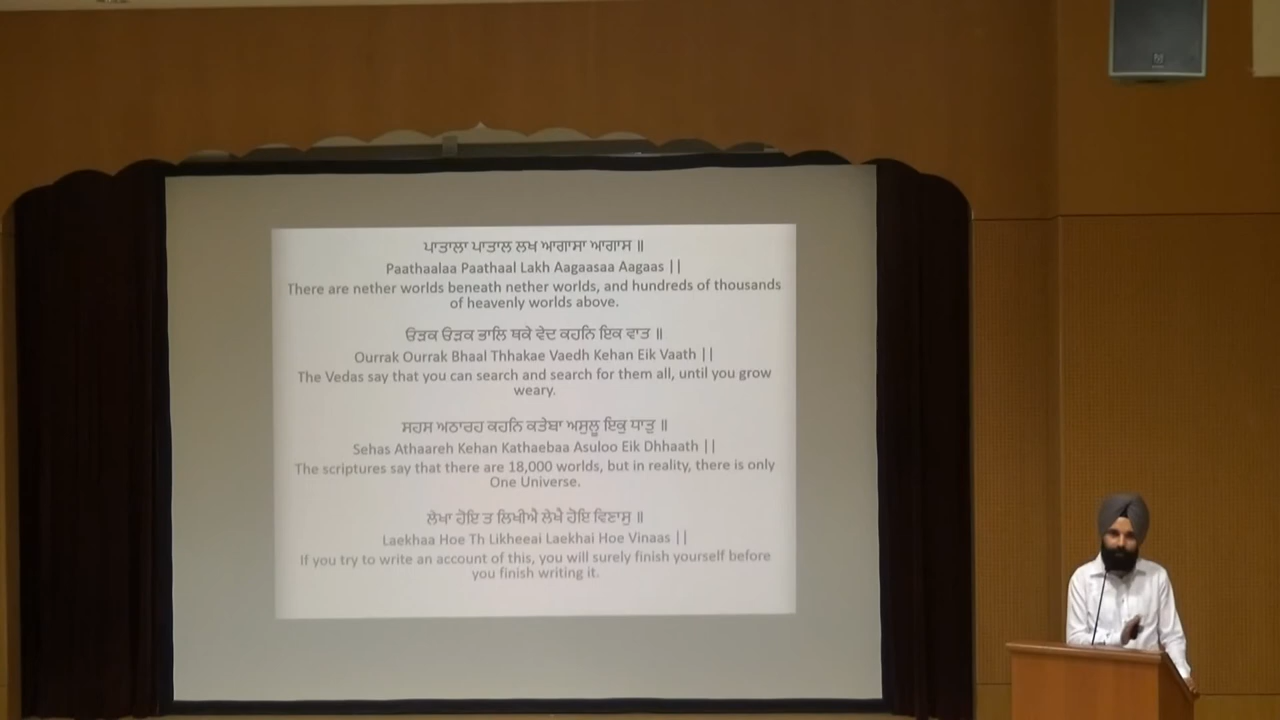 ਪਾਤਾਲਾ ਪਾਤਾਲ ਲਖ ਆਗਾਸਾ ਆਗਾਸ ॥
Paathaalaa Paathaal Lakh Aagaasaa Aagaas ||
There are nether worlds beneath nether worlds, and hundreds of thousands
of heavenly worlds above.
ਓੜਕ ਓੜਕ ਭਾਲਿ ਥਕੇ ਵੇਦ ਕਹਨਿ ਇਕ ਵਾਤ ॥
Ourrak Ourrak Bhaal Thhakae Vaedh Kehan Eik Vaath ||
The Vedas say that you can search and search for them all, until you grow
weary.
ਸਹਸ ਅਠਾਰਹ ਕਹਨਿ ਕਤੇਬਾ ਅਸੁਲੂ ਇਕੁ ਧਾਤੁ ॥
Sehas Athaareh Kehan Kathaebaa Asuloo Eik Dhhaath ||
The scriptures say that there are 18,000 worlds, but in reality, there is only
One Universe.
ਲੇਖਾ ਹੋਇ ਤ ਲਿਖੀਐ ਲੇਖੈ ਹੋਇ ਵਿਣਾਸੁ ॥
Laekhaa Hoe Th Likheeai Laekhai Hoe Vinaas ||
If you try to write an account of this, you will surely finish yourself before
you finish writing it.